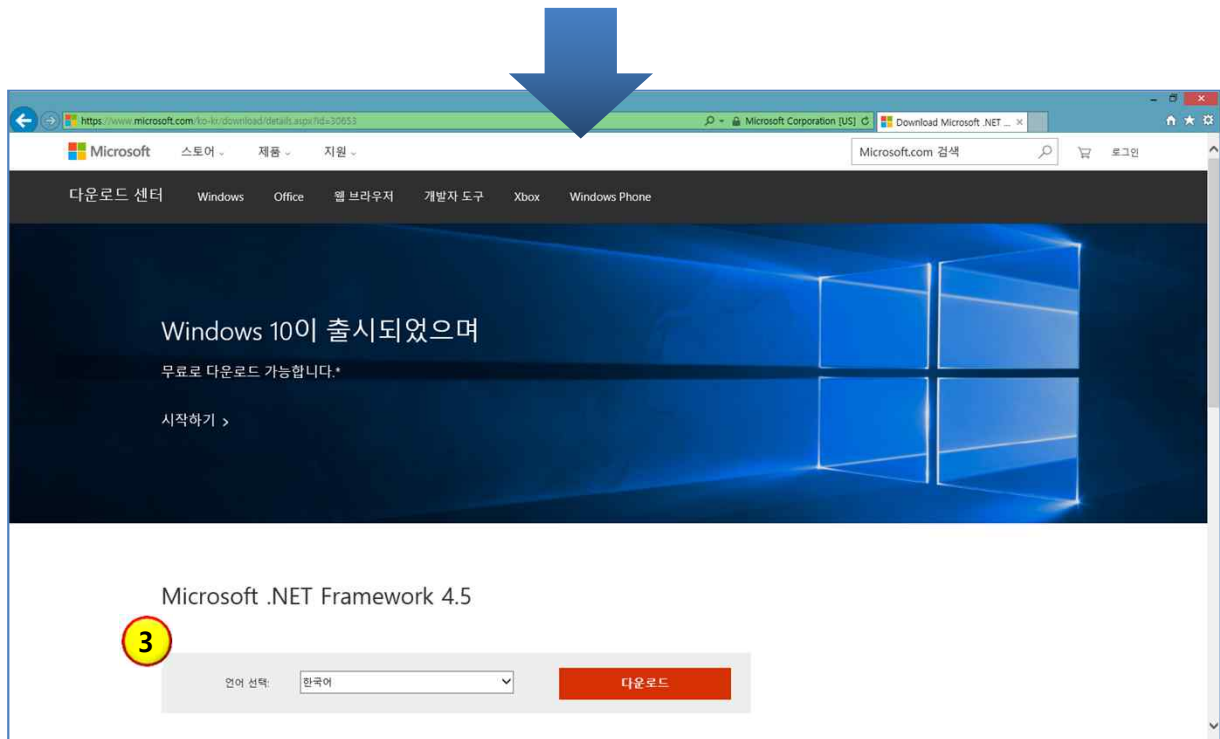 https://www.microsoft.com/ko-kr/download/details.aspx?id=30653
Microsoft Corporation [US]
Download Microsoft .NET ...
Microsoft 스토어 제품 지원 Microsoft.com 검색 로그인
다운로드 센터 Windows Office 웹 브라우저 개발자 도구 Xbox Windows Phone
Windows 10이 출시되었으며
무료로 다운로드 가능합니다.*
시작하기 >
Microsoft .NET Framework 4.5
3
언어 선택: 한국어 다운로드